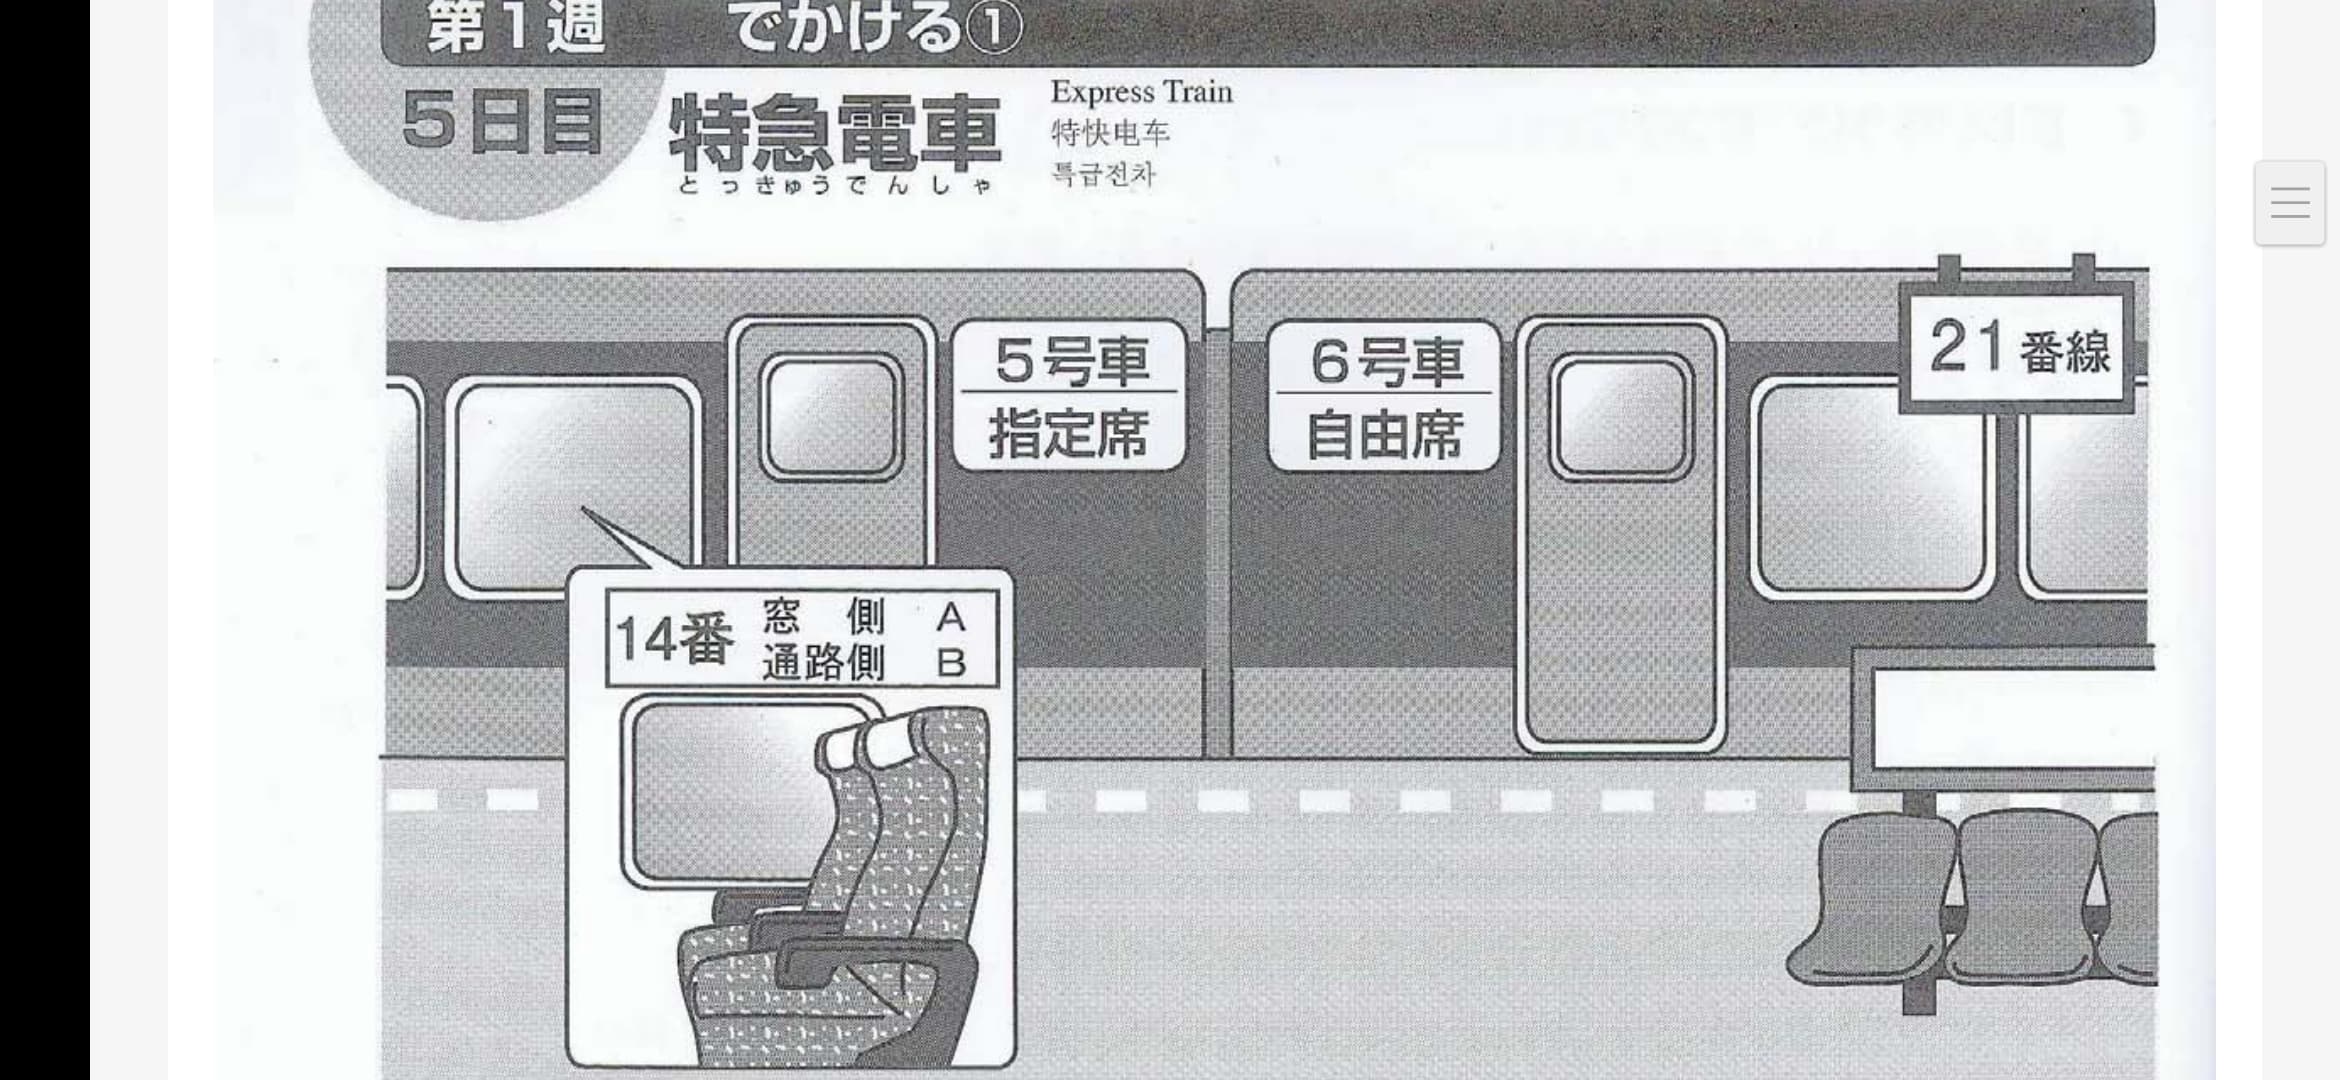 第1週 でかける①
5日目
特急電車
とっきゅうでんしゃ
Express Train
特快电车
특급전차
5号車
指定席
6号車
自由席
21番線
14番
窓 側 A
通路側 B